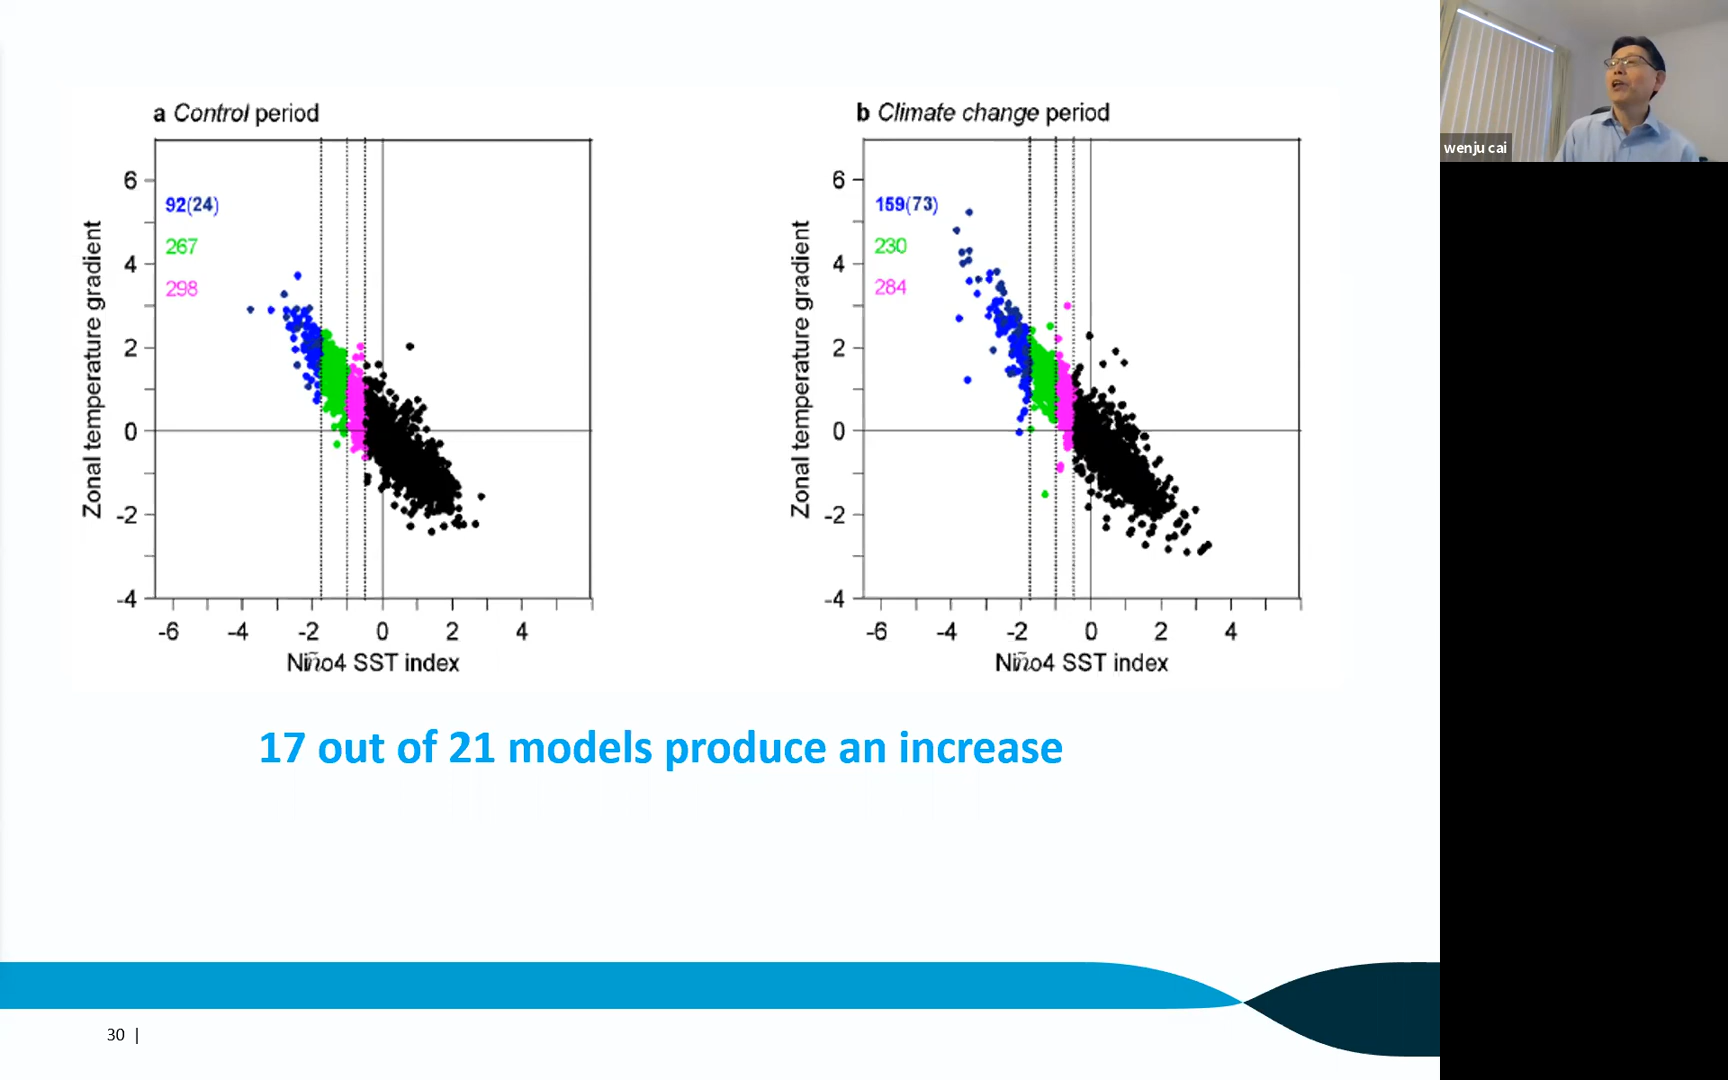 a Control period
6
4
2
0
-2
-4
92(24)
267
298
Zonal temperature gradient
-6 -4 -2 0 2 4
Niño4 SST index
b Climate change period
6
4
2
0
-2
-4
159(73)
230
284
Zonal temperature gradient
-6 -4 -2 0 2 4
Niño4 SST index
17 out of 21 models produce an increase
30 |
wenju cai